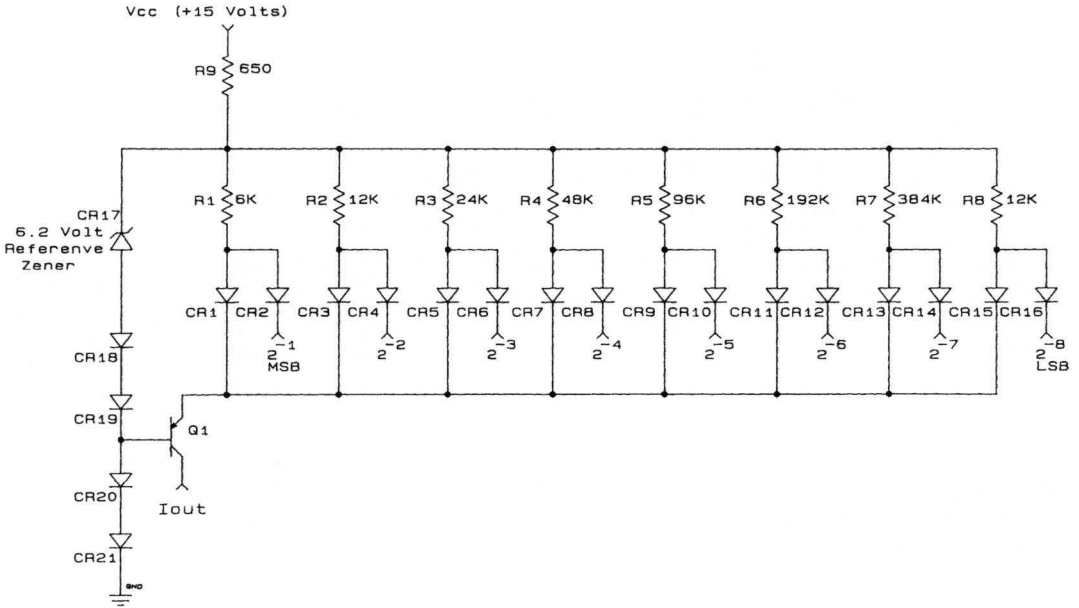 Vcc (+15 Volts)
R9 650
R1 6K
R2 12K
R3 24K
R4 48K
R5 96K
R6 192K
R7 384K
R8 12K
CR17
6.2 Volt
Referenve
Zener
CR1 CR2 CR3 CR4 CR5 CR6 CR7 CR8 CR9 CR10 CR11 CR12 CR13 CR14 CR15 CR16
2^-1 2^-2 2^-3 2^-4 2^-5 2^-6 2^-7 2^-8
MSB LSB
CR18
CR19
Q1
CR20
Iout
CR21
GND